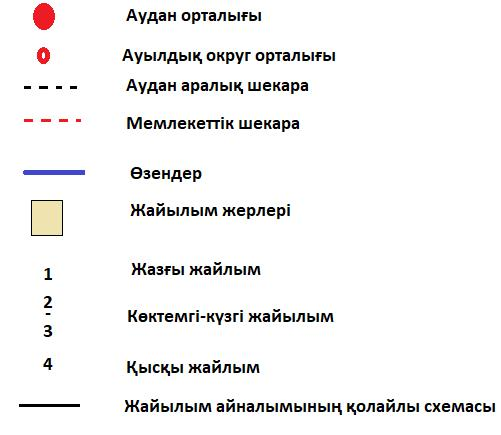 Аудан орталығы
Ауылдық округ орталығы
Аудан аралық шекара
Мемлекеттік шекара
Өзендер
Жайылым жерлері
1 Жазғы жайлым
2
- Көктемгі-күзгі жайылым
3
4 Қысқы жайлым
Жайылым айналымының қолайлы схемасы